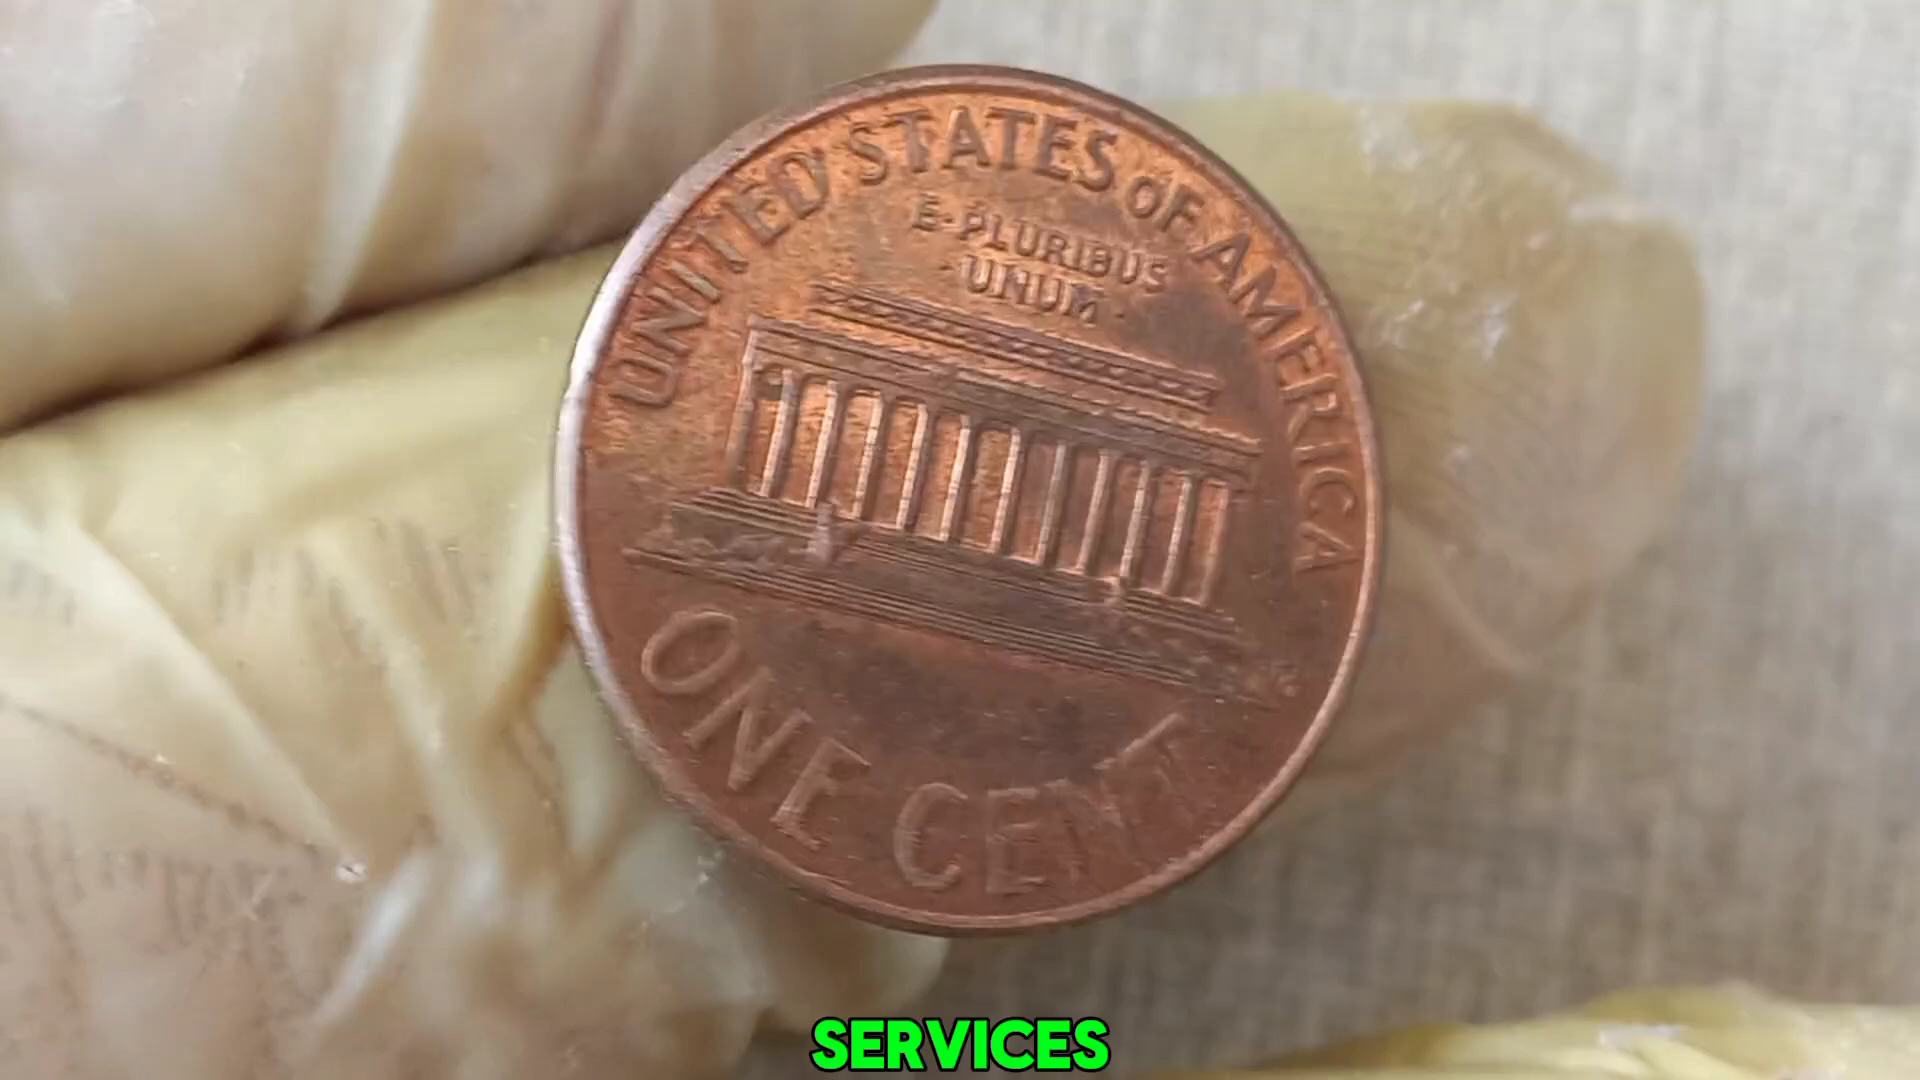 UNITED STATES OF AMERICA
E·PLURIBUS
UNUM
ONE CENT
SERVICES